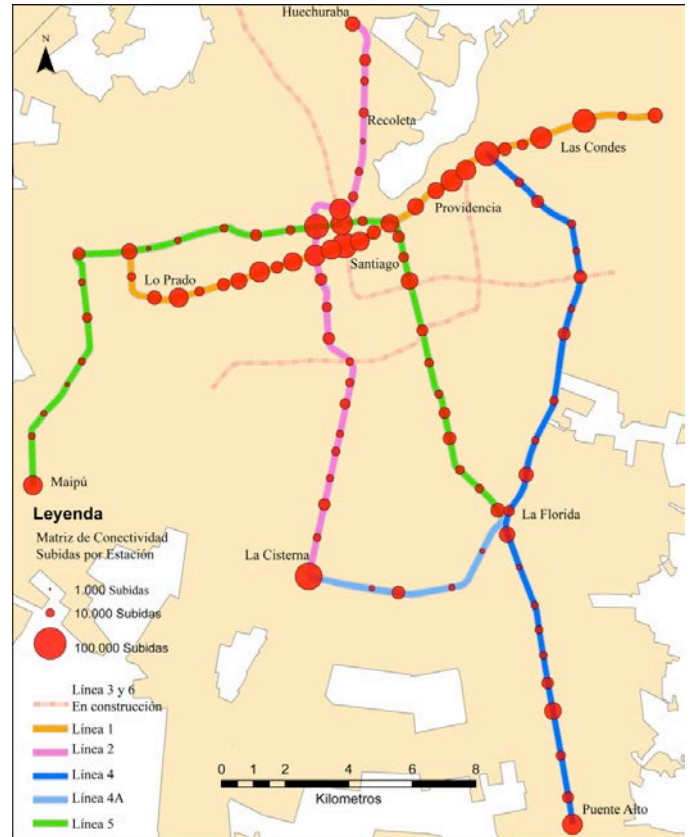 Huechuraba
N
Recoleta
Las Condes
Providencia
Santiago
Lo Prado
Maipú
La Florida
La Cisterna
Puente Alto
Leyenda
Matriz de Conectividad
Subidas por Estación
1.000 Subidas
10.000 Subidas
100.000 Subidas
Línea 3 y 6
En construcción
Línea 1
Línea 2
Línea 4
Línea 4A
Línea 5
0 2 4 6 8
Kilometros